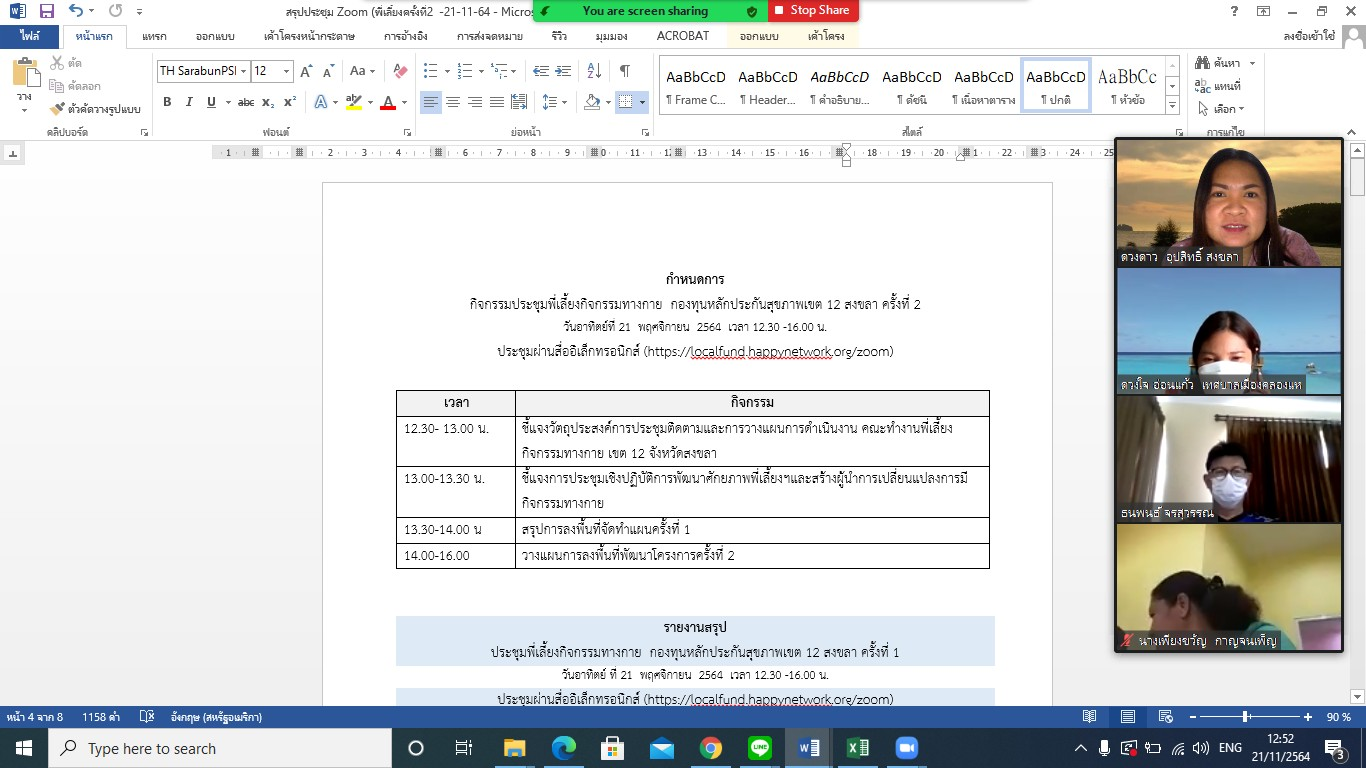 สรุปประชุม Zoom (พี่เลี้ยงครั้งที่2 -21-11-64 - Micros
You are screen sharing
Stop Share
ไฟล์ หน้าแรก แทรก ออกแบบ เค้าโครงหน้ากระดาษ การอ้างอิง การส่งจดหมาย รีวิว มุมมอง ACROBAT ออกแบบ เค้าโครง ลงชื่อเข้าใช้
วาง
ตัด
คัดลอก
ตัวคัดวางรูปแบบ
คลิปบอร์ด
TH SarabunPSI 12
ฟอนต์
ย่อหน้า
AaBbCcD AaBbCcD AaBbCcD AaBbCcD AaBbCcD AaBbCcD AaBbCc
¶ Frame C... ¶ Header... ¶ คำอธิบาย... ¶ ดัชนี ¶ เนื้อหาตาราง ¶ ปกติ ¶ หัวข้อ
สไตล์
ค้นหา
แทนที่
เลือก
การแก้ไข
กำหนดการ
กิจกรรมประชุมพี่เลี้ยงกิจกรรมทางกาย กองทุนหลักประกันสุขภาพเขต 12 สงขลา ครั้งที่ 2
วันอาทิตย์ที่ 21 พฤศจิกายน 2564 เวลา 12.30 -16.00 น.
ประชุมผ่านสื่ออิเล็กทรอนิกส์ (https://localfund.happynetwork.org/zoom)
เวลา กิจกรรม
12.30- 13.00 น. ชี้แจงวัตถุประสงค์การประชุมติดตามและการวางแผนการดำเนินงาน คณะทำงานพี่เลี้ยง
กิจกรรมทางกาย เขต 12 จังหวัดสงขลา
13.00-13.30 น. ชี้แจงการประชุมเชิงปฏิบัติการพัฒนาศักยภาพพี่เลี้ยงฯและสร้างผู้นำการเปลี่ยนแปลงการมี
กิจกรรมทางกาย
13.30-14.00 น สรุปการลงพื้นที่จัดทำแผนครั้งที่ 1
14.00-16.00 วางแผนการลงพื้นที่พัฒนาโครงการครั้งที่ 2
รายงานสรุป
ประชุมพี่เลี้ยงกิจกรรมทางกาย กองทุนหลักประกันสุขภาพเขต 12 สงขลา ครั้งที่ 1
วันอาทิตย์ ที่ 21 พฤศจิกายน 2564 เวลา 12.30 -16.00 น.
ประชุมผ่านสื่ออิเล็กทรอนิกส์ (https://localfund.happynetwork.org/zoom)
ดวงดาว อุปสิทธิ์ สงขลา
ดวงใจ อ่อนแก้ว เทศบาลเมืองคลองแห
ธนพนธ์ จรสุวรรณ
นางเพียงขวัญ กาญจนเพ็ญ
หน้า 4 จาก 8 1158 คำ อังกฤษ (สหรัฐอเมริกา) 90 %
Type here to search
ENG
12:52
21/11/2564
3